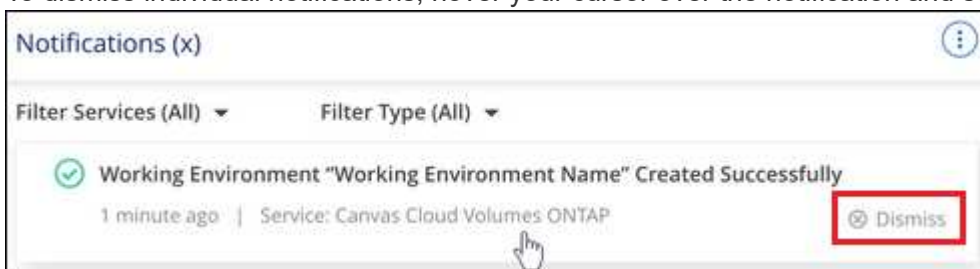 Notifications (x)
Filter Services (All) Filter Type (All)
Working Environment “Working Environment Name” Created Successfully
1 minute ago | Service: Canvas Cloud Volumes ONTAP Dismiss